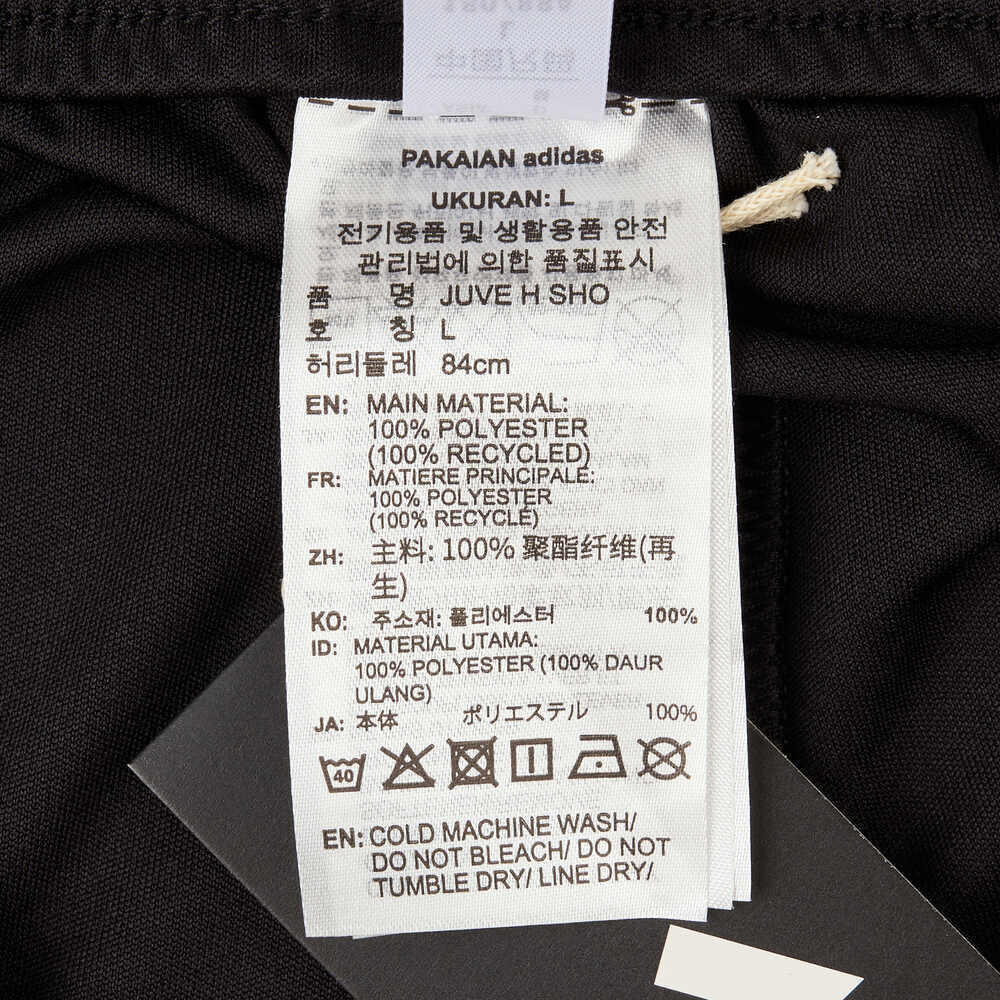 PAKAIAN adidas
UKURAN: L
전기용품 및 생활용품 안전
관리법에 의한 품질표시
품 명 JUVE H SHO
호 칭 L
허리둘레 84cm
EN: MAIN MATERIAL:
100% POLYESTER
(100% RECYCLED)
FR: MATIERE PRINCIPALE:
100% POLYESTER
(100% RECYCLÉ)
ZH: 主料: 100% 聚酯纤维(再
生)
KO: 주소재: 폴리에스터 100%
ID: MATERIAL UTAMA:
100% POLYESTER (100% DAUR
ULANG)
JA: 本体 ポリエステル 100%
40
EN: COLD MACHINE WASH/
DO NOT BLEACH/ DO NOT
TUMBLE DRY/ LINE DRY/